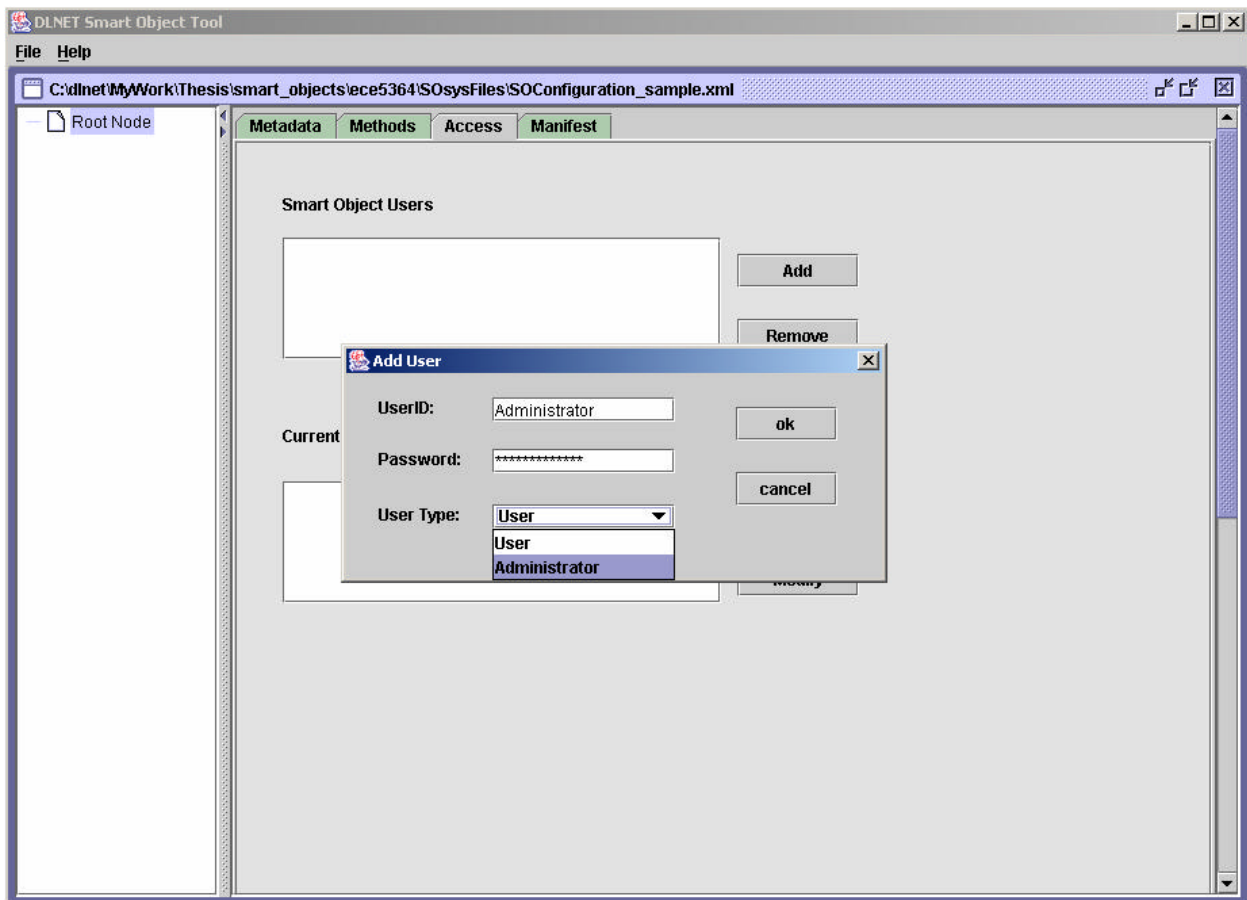 DLNET Smart Object Tool
File Help
C:\dlnet\MyWork\Thesis\smart_objects\ece5364\SOsysFiles\SOConfiguration_sample.xml
Root Node
Metadata Methods Access Manifest
Smart Object Users
Add
Remove
Add User
UserID: Administrator
ok
Current
Password: *************
cancel
User Type: User
User
Administrator
Modify